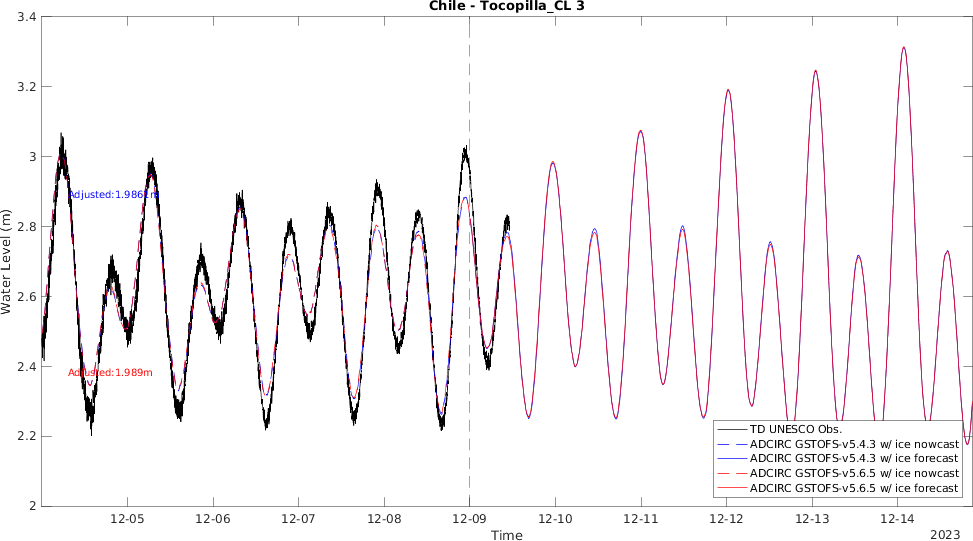 Chile - Tocopilla_CL 3
3.4
3.2
3
2.8
2.6
2.4
2.2
2
Water Level (m)
Adjusted:1.9862m
Adjusted:1.989m
TD UNESCO Obs.
ADCIRC GSTOFS-v5.4.3 w/ ice nowcast
ADCIRC GSTOFS-v5.4.3 w/ ice forecast
ADCIRC GSTOFS-v5.6.5 w/ ice nowcast
ADCIRC GSTOFS-v5.6.5 w/ ice forecast
12-05 12-06 12-07 12-08 12-09 12-10 12-11 12-12 12-13 12-14
Time
2023